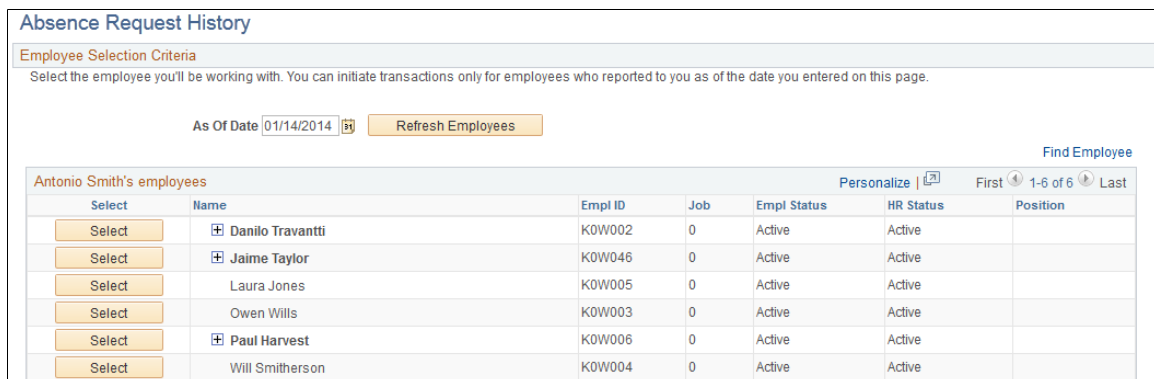 Absence Request History
Employee Selection Criteria
Select the employee you'll be working with. You can initiate transactions only for employees who reported to you as of the date you entered on this page.
As Of Date 01/14/2014 31 Refresh Employees
Find Employee
Antonio Smith's employees Personalize | First 1-6 of 6 Last
Select Name Empl ID Job Empl Status HR Status Position
Select Danilo Travantti K0W002 0 Active Active
Select Jaime Taylor K0W046 0 Active Active
Select Laura Jones K0W005 0 Active Active
Select Owen Wills K0W003 0 Active Active
Select Paul Harvest K0W006 0 Active Active
Select Will Smitherson K0W004 0 Active Active